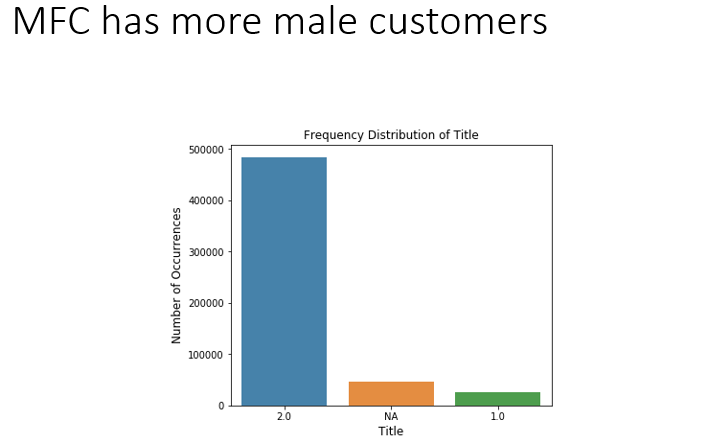 MFC has more male customers
Frequency Distribution of Title
500000
400000
300000
200000
100000
0
Number of Occurrences
2.0 NA 1.0
Title